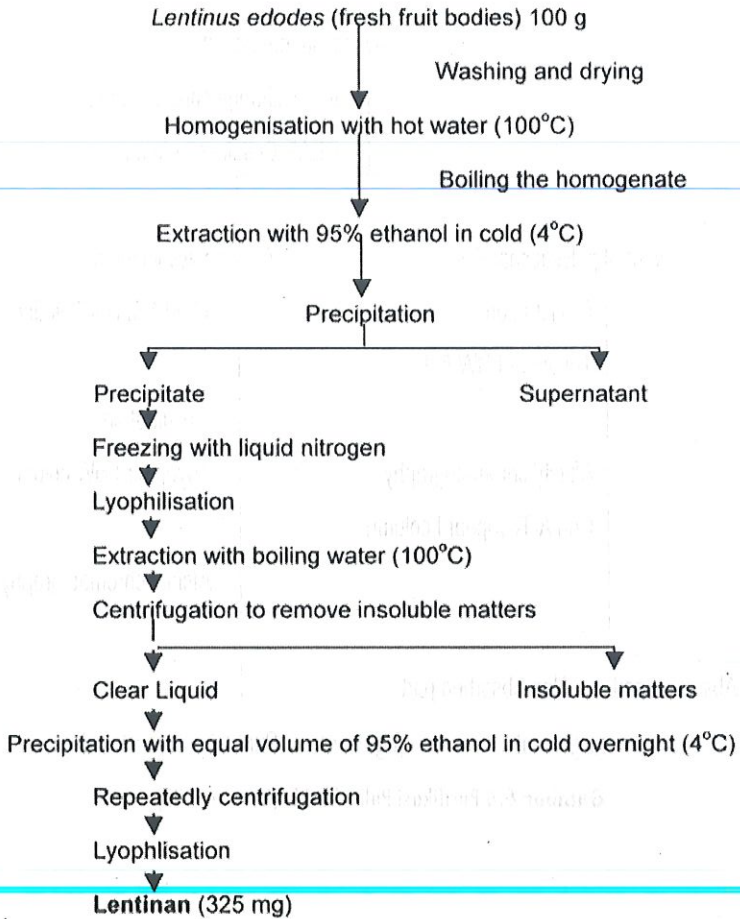 Lentinus edodes (fresh fruit bodies) 100 g
Washing and drying
Homogenisation with hot water (100°C)
Boiling the homogenate
Extraction with 95% ethanol in cold (4°C)
Precipitation
Precipitate Supernatant
Freezing with liquid nitrogen
Lyophilisation
Extraction with boiling water (100°C)
Centrifugation to remove insoluble matters
Clear Liquid Insoluble matters
Precipitation with equal volume of 95% ethanol in cold overnight (4°C)
Repeatedly centrifugation
Lyophlisation
Lentinan (325 mg)